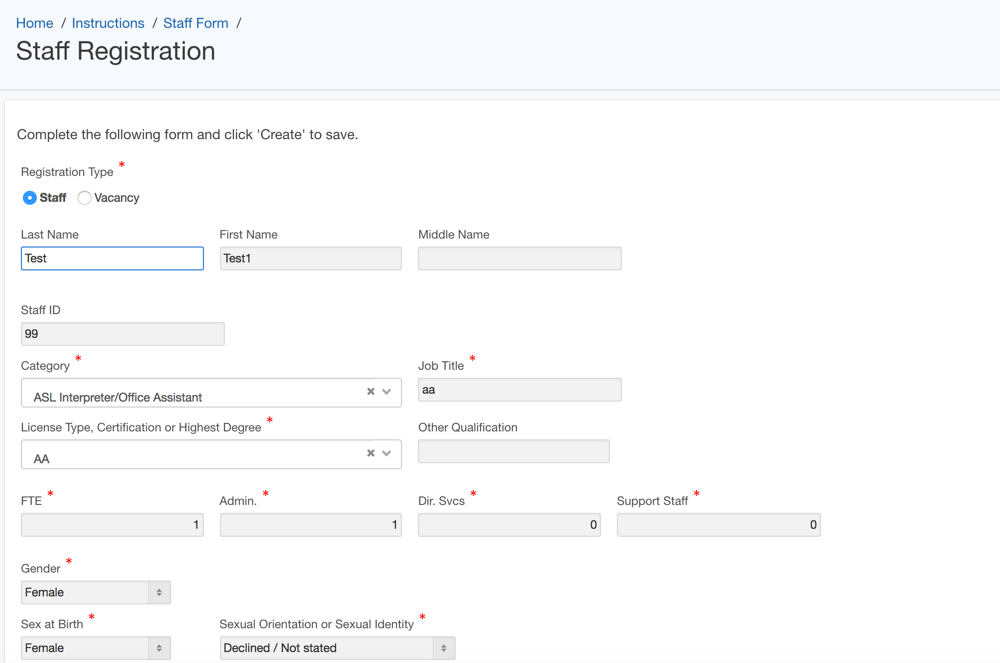 Home / Instructions / Staff Form /
Staff Registration
Complete the following form and click 'Create' to save.
Registration Type *
Staff Vacancy
Last Name First Name Middle Name
Test Test1
Staff ID
99
Category * Job Title *
ASL Interpreter/Office Assistant aa
License Type, Certification or Highest Degree * Other Qualification
AA
FTE * Admin. * Dir. Svcs * Support Staff *
1 1 0 0
Gender *
Female
Sex at Birth * Sexual Orientation or Sexual Identity *
Female Declined / Not stated